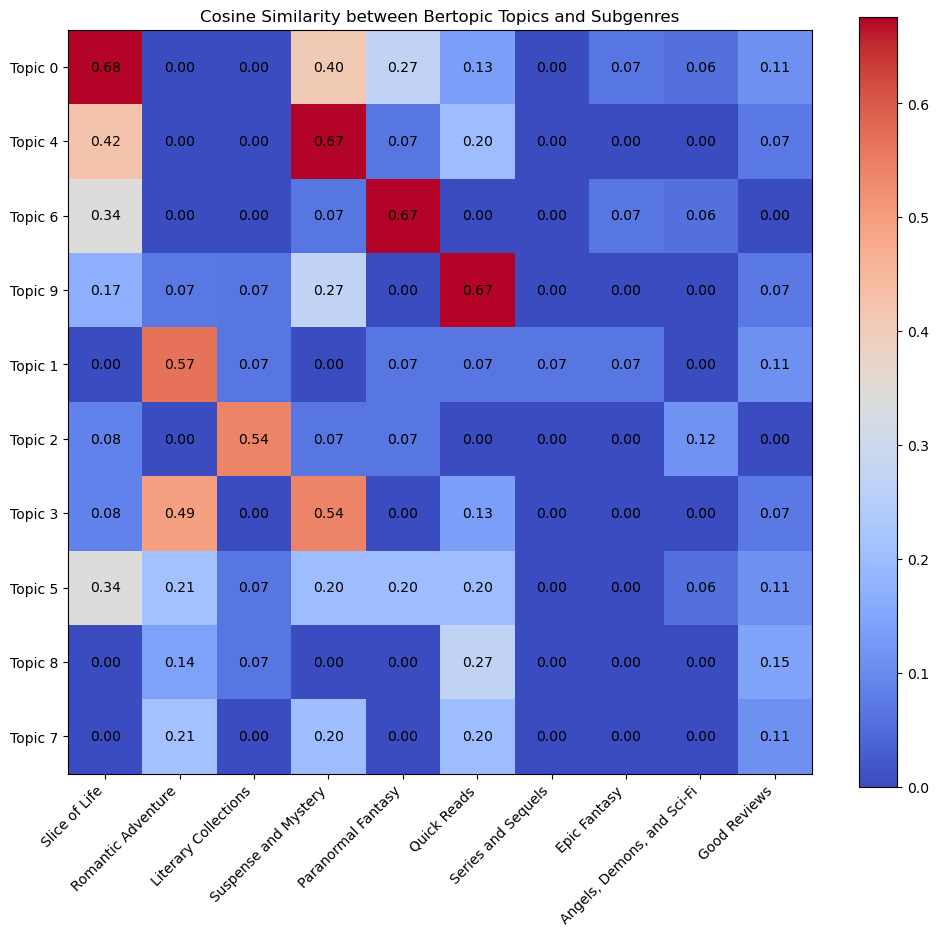 Cosine Similarity between Bertopic Topics and Subgenres
Topic 0 0.68 0.00 0.00 0.40 0.27 0.13 0.00 0.07 0.06 0.11
Topic 4 0.42 0.00 0.00 0.67 0.07 0.20 0.00 0.00 0.00 0.07
Topic 6 0.34 0.00 0.00 0.07 0.67 0.00 0.00 0.07 0.06 0.00
Topic 9 0.17 0.07 0.07 0.27 0.00 0.67 0.00 0.00 0.00 0.07
Topic 1 0.00 0.57 0.07 0.00 0.07 0.07 0.07 0.07 0.00 0.11
Topic 2 0.08 0.00 0.54 0.07 0.07 0.00 0.00 0.00 0.12 0.00
Topic 3 0.08 0.49 0.00 0.54 0.00 0.13 0.00 0.00 0.00 0.07
Topic 5 0.34 0.21 0.07 0.20 0.20 0.20 0.00 0.00 0.06 0.11
Topic 8 0.00 0.14 0.07 0.00 0.00 0.27 0.00 0.00 0.00 0.15
Topic 7 0.00 0.21 0.00 0.20 0.00 0.20 0.00 0.00 0.00 0.11
Slice of Life
Romantic Adventure
Literary Collections
Suspense and Mystery
Paranormal Fantasy
Quick Reads
Series and Sequels
Epic Fantasy
Angels, Demons, and Sci-Fi
Good Reviews
0.6
0.5
0.4
0.3
0.2
0.1
0.0